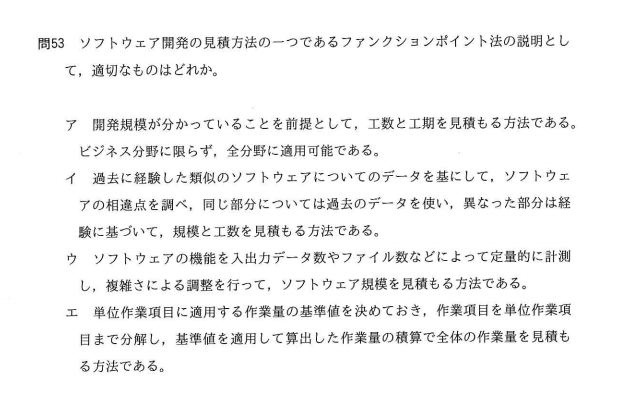 問53 ソフトウェア開発の見積方法の一つであるファンクションポイント法の説明とし
て，適切なものはどれか。
ア 開発規模が分かっていることを前提として，工数と工期を見積もる方法である。
ビジネス分野に限らず，全分野に適用可能である。
イ 過去に経験した類似のソフトウェアについてのデータを基にして，ソフトウェ
アの相違点を調べ，同じ部分については過去のデータを使い，異なった部分は経
験に基づいて，規模と工数を見積もる方法である。
ウ ソフトウェアの機能を入出力データ数やファイル数などによって定量的に計測
し，複雑さによる調整を行って，ソフトウェア規模を見積もる方法である。
エ 単位作業項目に適用する作業量の基準値を決めておき，作業項目を単位作業項
目まで分解し，基準値を適用して算出した作業量の積算で全体の作業量を見積も
る方法である。